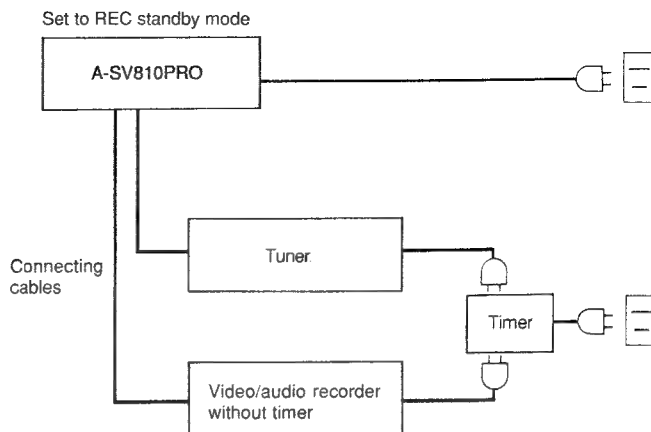 Set to REC standby mode
A-SV810PRO
Tuner
Connecting
cables
Timer
Video/audio recorder
without timer